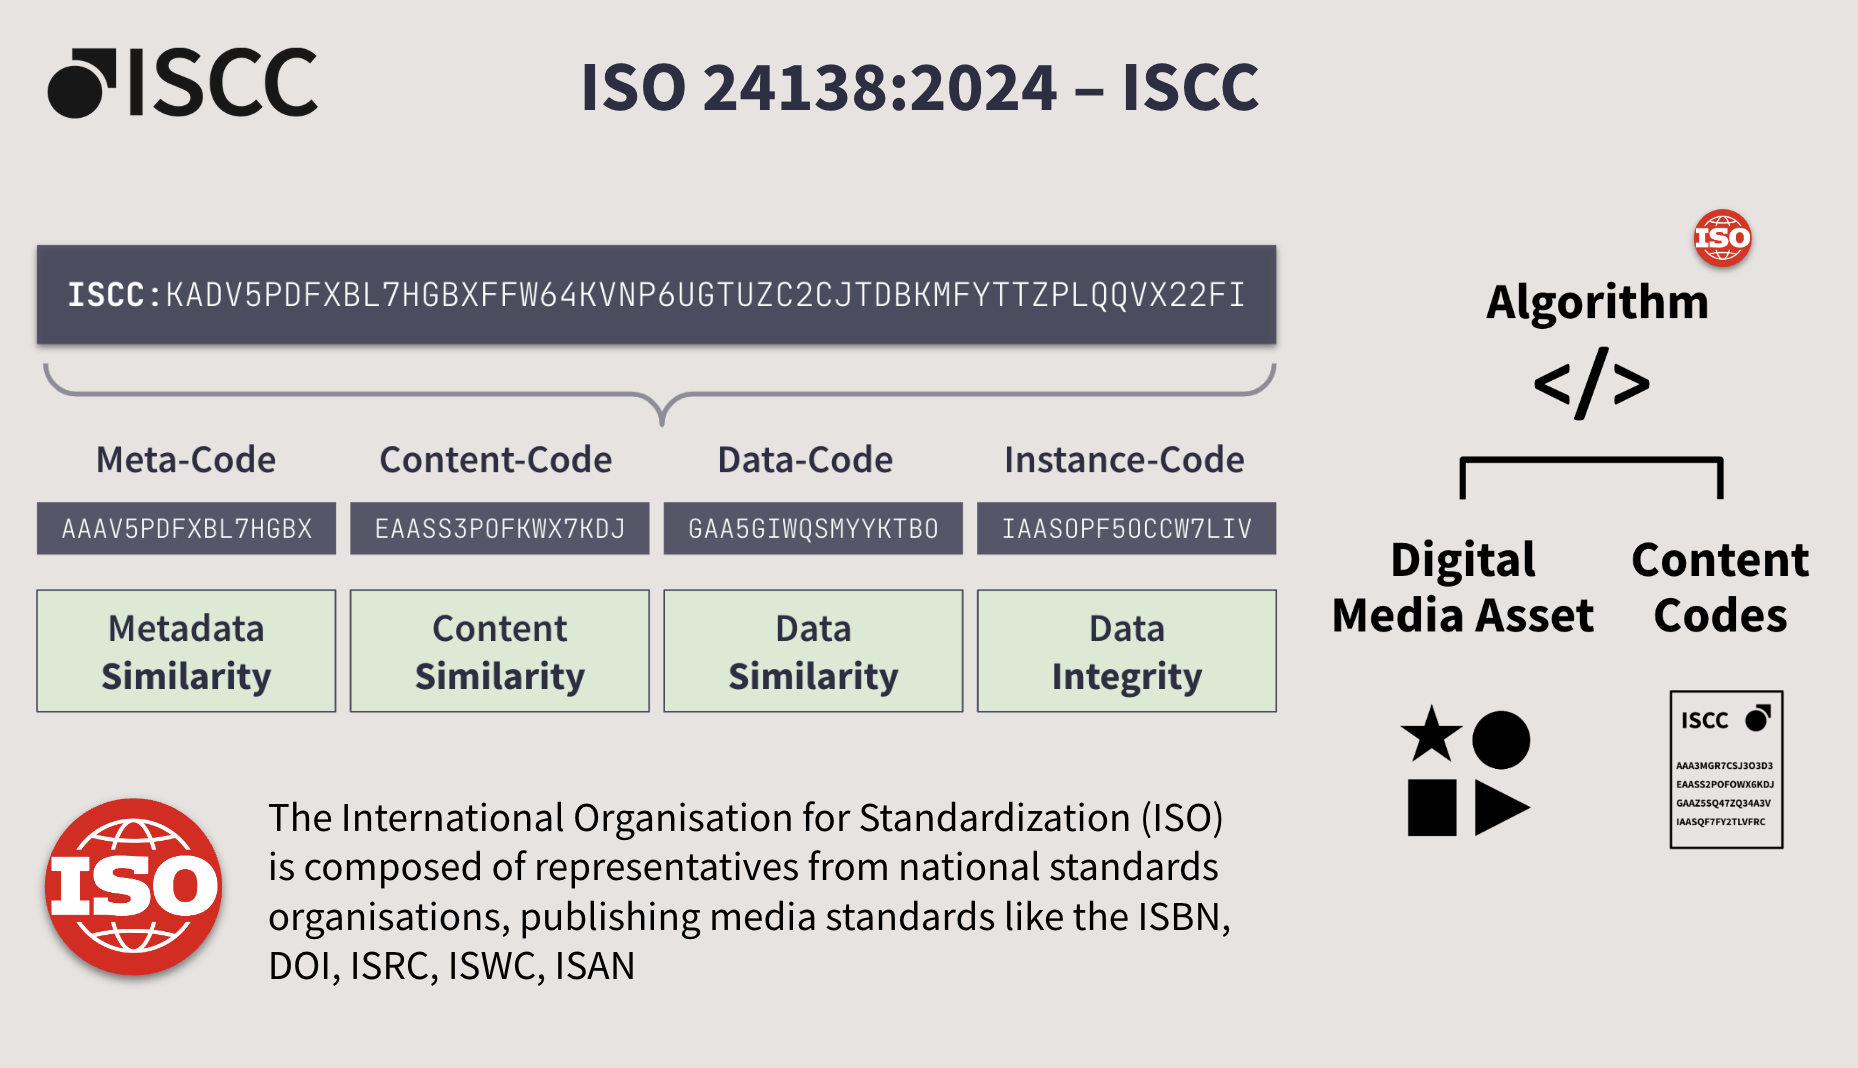 ISCC
ISO 24138:2024 – ISCC
ISCC:KADV5PDFXBL7HGBXFFW64KVNP6UGTUZC2CJTDBKMFYTTZPLQQVX22FI
Meta-Code
Content-Code
Data-Code
Instance-Code
AAAV5PDFXBL7HGBX
EAASS3POFKWX7KDJ
GAA5GIWQSMYYKTBO
IAASOPF5OCCW7LIV
Metadata
Similarity
Content
Similarity
Data
Similarity
Data
Integrity
ISO
The International Organisation for Standardization (ISO)
is composed of representatives from national standards
organisations, publishing media standards like the ISBN,
DOI, ISRC, ISWC, ISAN
ISO
Algorithm
</>
Digital
Media Asset
Content
Codes
ISCC
AAA3MGR7CSJ3O3D3
EAASS2POFOWX6KDJ
GAAZ5SQ47ZQ34A3V
IAASQF7FY2TLVFRC